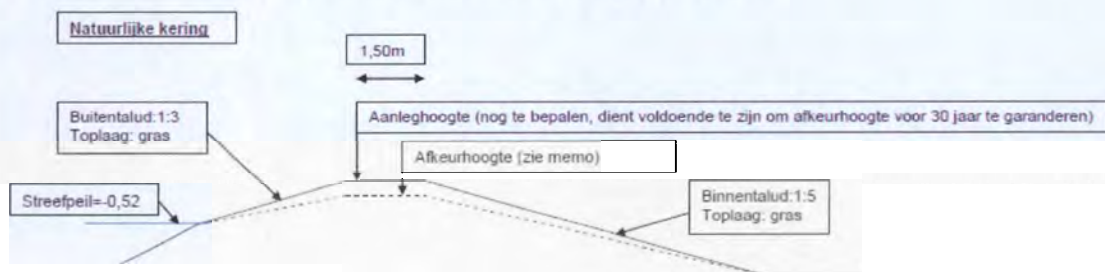 Natuurlijke kering
1,50m
Buitentalud:1:3
Toplaag: gras
Aanleghoogte (nog te bepalen, dient voldoende te zijn om afkeurhoogte voor 30 jaar te garanderen)
Afkeurhoogte (zie memo)
Streefpeil=-0,52
Binnentalud:1:5
Toplaag: gras